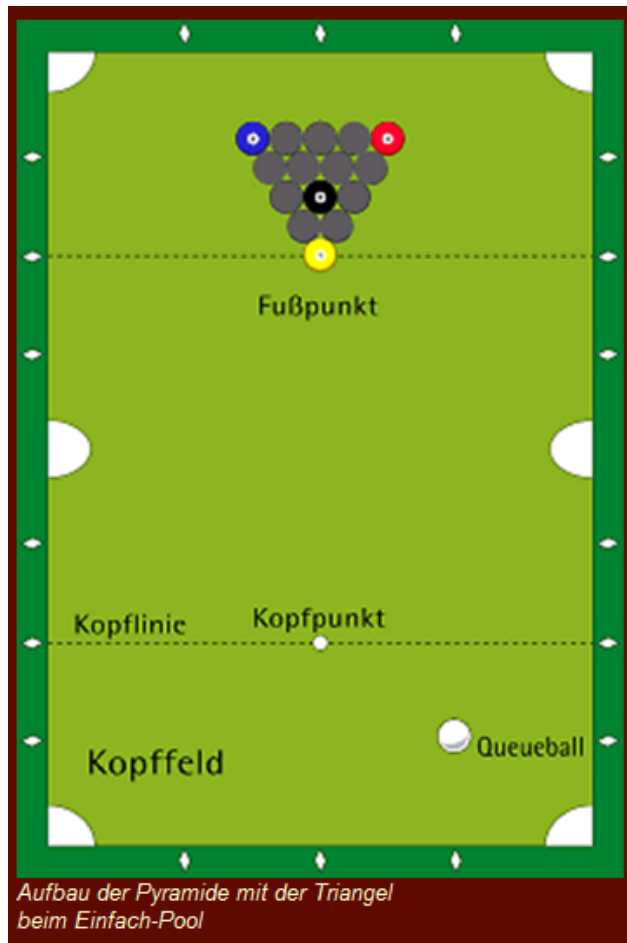 Fußpunkt
Kopflinie
Kopfpunkt
Kopffeld
Queueball
Aufbau der Pyramide mit der Triangel
beim Einfach-Pool